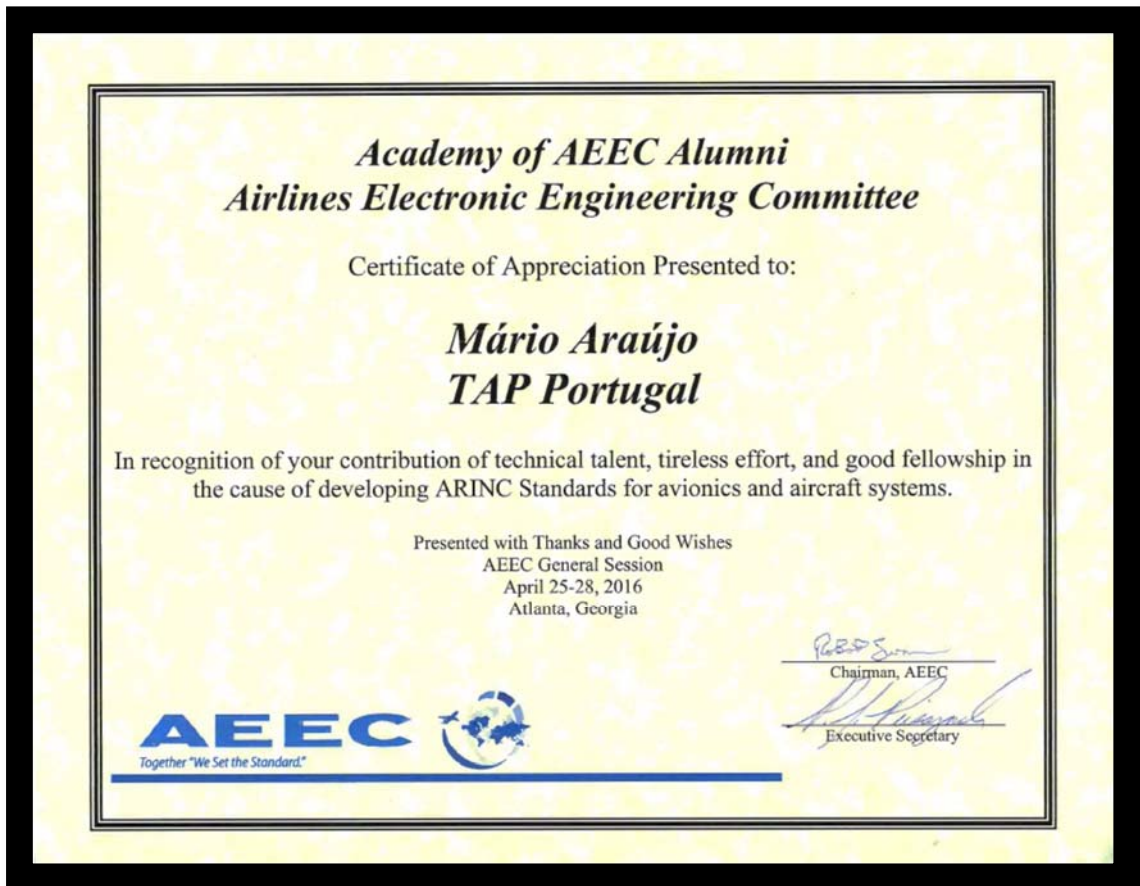 Academy of AEEC Alumni
Airlines Electronic Engineering Committee
Certificate of Appreciation Presented to:
Mário Araújo
TAP Portugal
In recognition of your contribution of technical talent, tireless effort, and good fellowship in
the cause of developing ARINC Standards for avionics and aircraft systems.
Presented with Thanks and Good Wishes
AEEC General Session
April 25-28, 2016
Atlanta, Georgia
Chairman, AEEC
Executive Secretary
AEEC
Together "We Set the Standard."